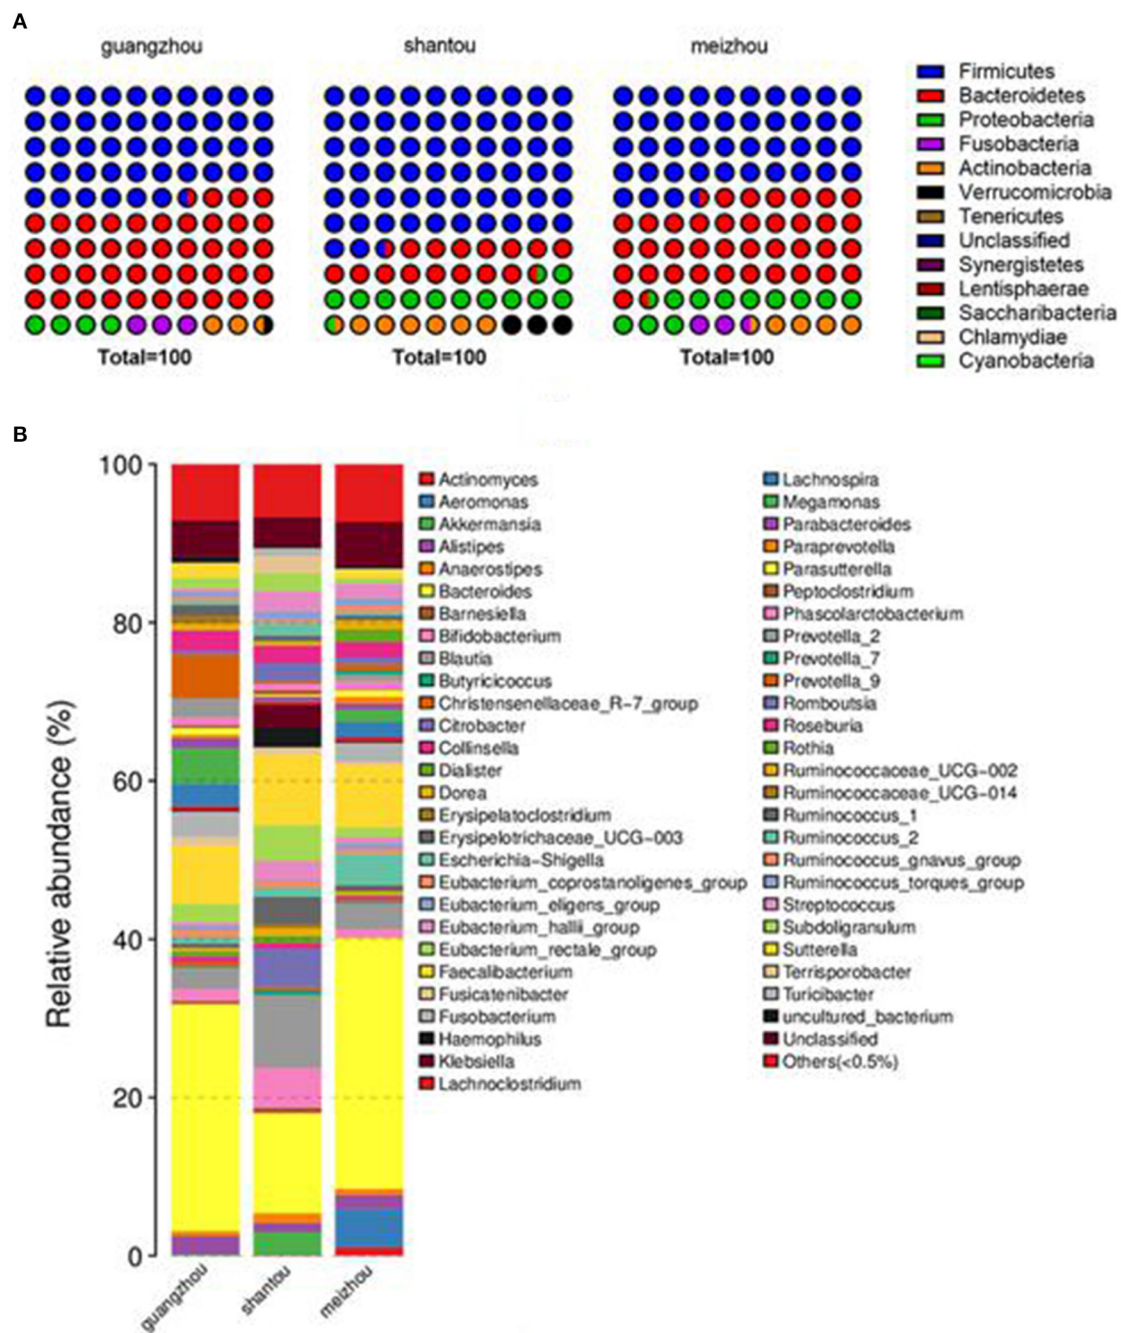 A
guangzhou
shantou
meizhou
Total=100
Total=100
Total=100
Firmicutes
Bacteroidetes
Proteobacteria
Fusobacteria
Actinobacteria
Verrucomicrobia
Tenericutes
Unclassified
Synergistetes
Lentisphaerae
Saccharibacteria
Chlamydiae
Cyanobacteria
B
Relative abundance (%)
100
80
60
40
20
0
guangzhou
shantou
meizhou
Actinomyces
Aeromonas
Akkermansia
Alistipes
Anaerostipes
Bacteroides
Barnesiella
Bifidobacterium
Blautia
Butyricicoccus
Christensenellaceae_R-7_group
Citrobacter
Collinsella
Dialister
Dorea
Erysipelatoclostridium
Erysipelotrichaceae_UCG-003
Escherichia-Shigella
Eubacterium_coprostanoligenes_group
Eubacterium_eligens_group
Eubacterium_hallii_group
Eubacterium_rectale_group
Faecalibacterium
Fusicatenibacter
Fusobacterium
Haemophilus
Klebsiella
Lachnoclostridium
Lachnospira
Megamonas
Parabacteroides
Paraprevotella
Parasutterella
Peptoclostridium
Phascolarctobacterium
Prevotella_2
Prevotella_7
Prevotella_9
Romboutsia
Roseburia
Rothia
Ruminococcaceae_UCG-002
Ruminococcaceae_UCG-014
Ruminococcus_1
Ruminococcus_2
Ruminococcus_gnavus_group
Ruminococcus_torques_group
Streptococcus
Subdoligranulum
Sutterella
Terrisporobacter
Turicibacter
uncultured_bacterium
Unclassified
Others(<0.5%)